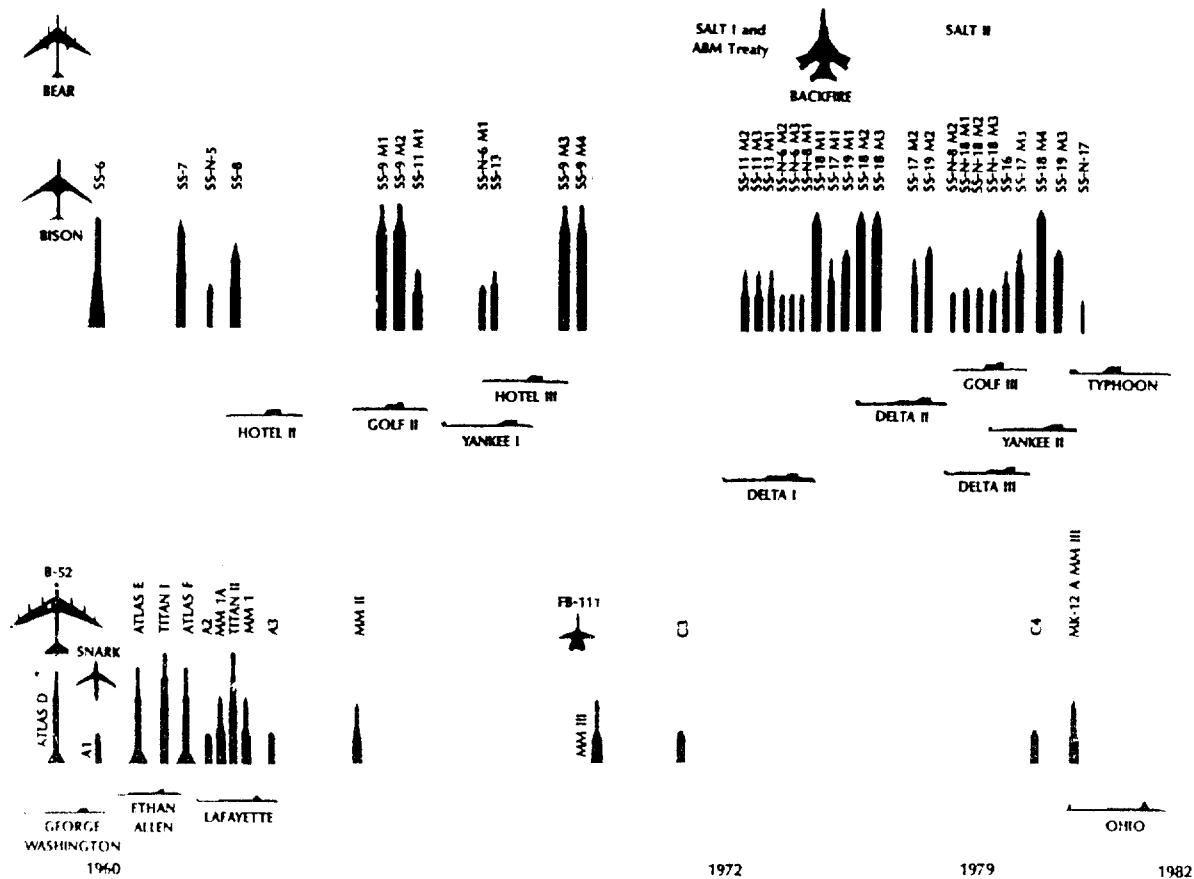 SALT I and
ABM Treaty
SALT II
BEAR
BACKFIRE
BISON
SS-6
SS-7
SS-N-5
SS-8
SS-9 M1
SS-9 M2
SS-11 M1
SS-N-6 M1
SS-13
SS-9 M3
SS-9 M4
SS-11 M2
SS-11 M3
SS-13 M1
SS-N-6 M2
SS-N-6 M3
SS-N-8 M1
SS-18 M1
SS-17 M1
SS-19 M1
SS-18 M2
SS-18 M3
SS-17 M2
SS-19 M2
SS-N-8 M2
SS-N-18 M1
SS-N-18 M2
SS-N-18 M3
SS-16
SS-17 M3
SS-18 M4
SS-19 M3
SS-N-17
HOTEL II
GOLF II
YANKEE I
HOTEL III
DELTA I
DELTA II
GOLF III
YANKEE II
DELTA III
TYPHOON
B-52
SNARK
ATLAS D
A1
ATLAS E
TITAN I
ATLAS F
A2
MM 1A
TITAN II
MM 1
A3
MM II
FB-111
MM III
C3
C4
MK-12 A MM III
GEORGE
WASHINGTON
ETHAN
ALLEN
LAFAYETTE
OHIO
1960
1972
1979
1982